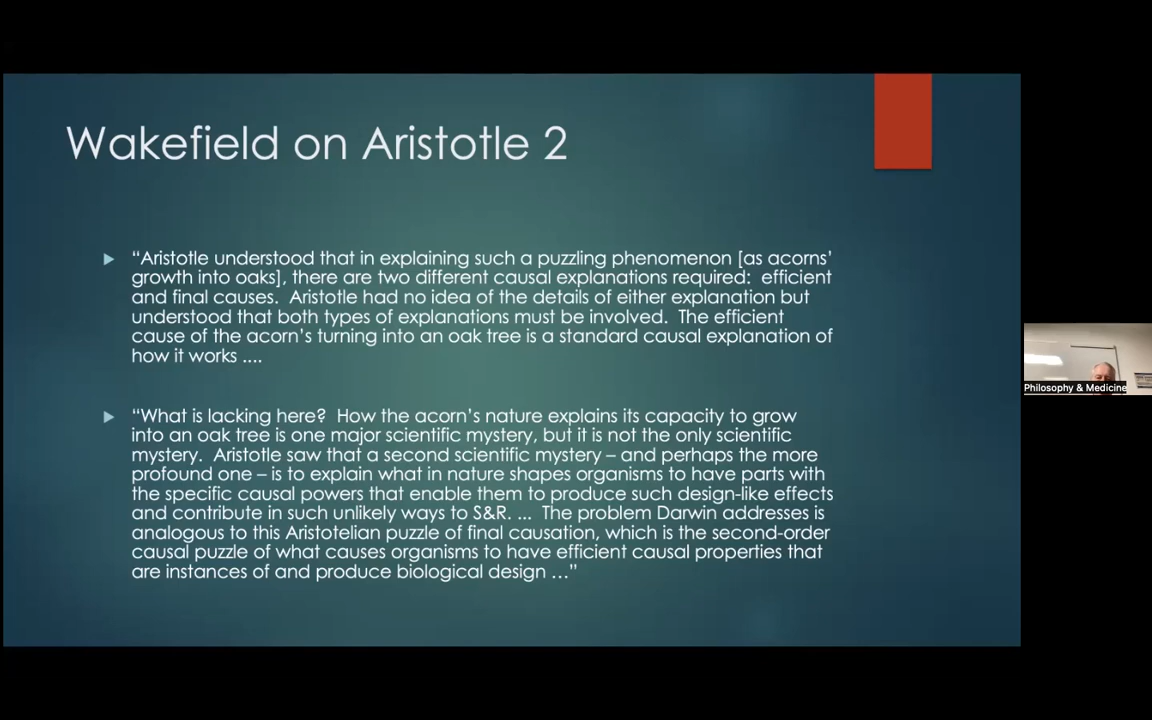 Wakefield on Aristotle 2
“Aristotle understood that in explaining such a puzzling phenomenon [as acorns’
growth into oaks], there are two different causal explanations required:  efficient
and final causes.  Aristotle had no idea of the details of either explanation but
understood that both types of explanations must be involved.  The efficient
cause of the acorn’s turning into an oak tree is a standard causal explanation of
how it works ....
“What is lacking here?  How the acorn’s nature explains its capacity to grow
into an oak tree is one major scientific mystery, but it is not the only scientific
mystery.  Aristotle saw that a second scientific mystery – and perhaps the more
profound one – is to explain what in nature shapes organisms to have parts with
the specific causal powers that enable them to produce such design-like effects
and contribute in such unlikely ways to S&R. ...  The problem Darwin addresses is
analogous to this Aristotelian puzzle of final causation, which is the second-order
causal puzzle of what causes organisms to have efficient causal properties that
are instances of and produce biological design …”
Philosophy & Medicine